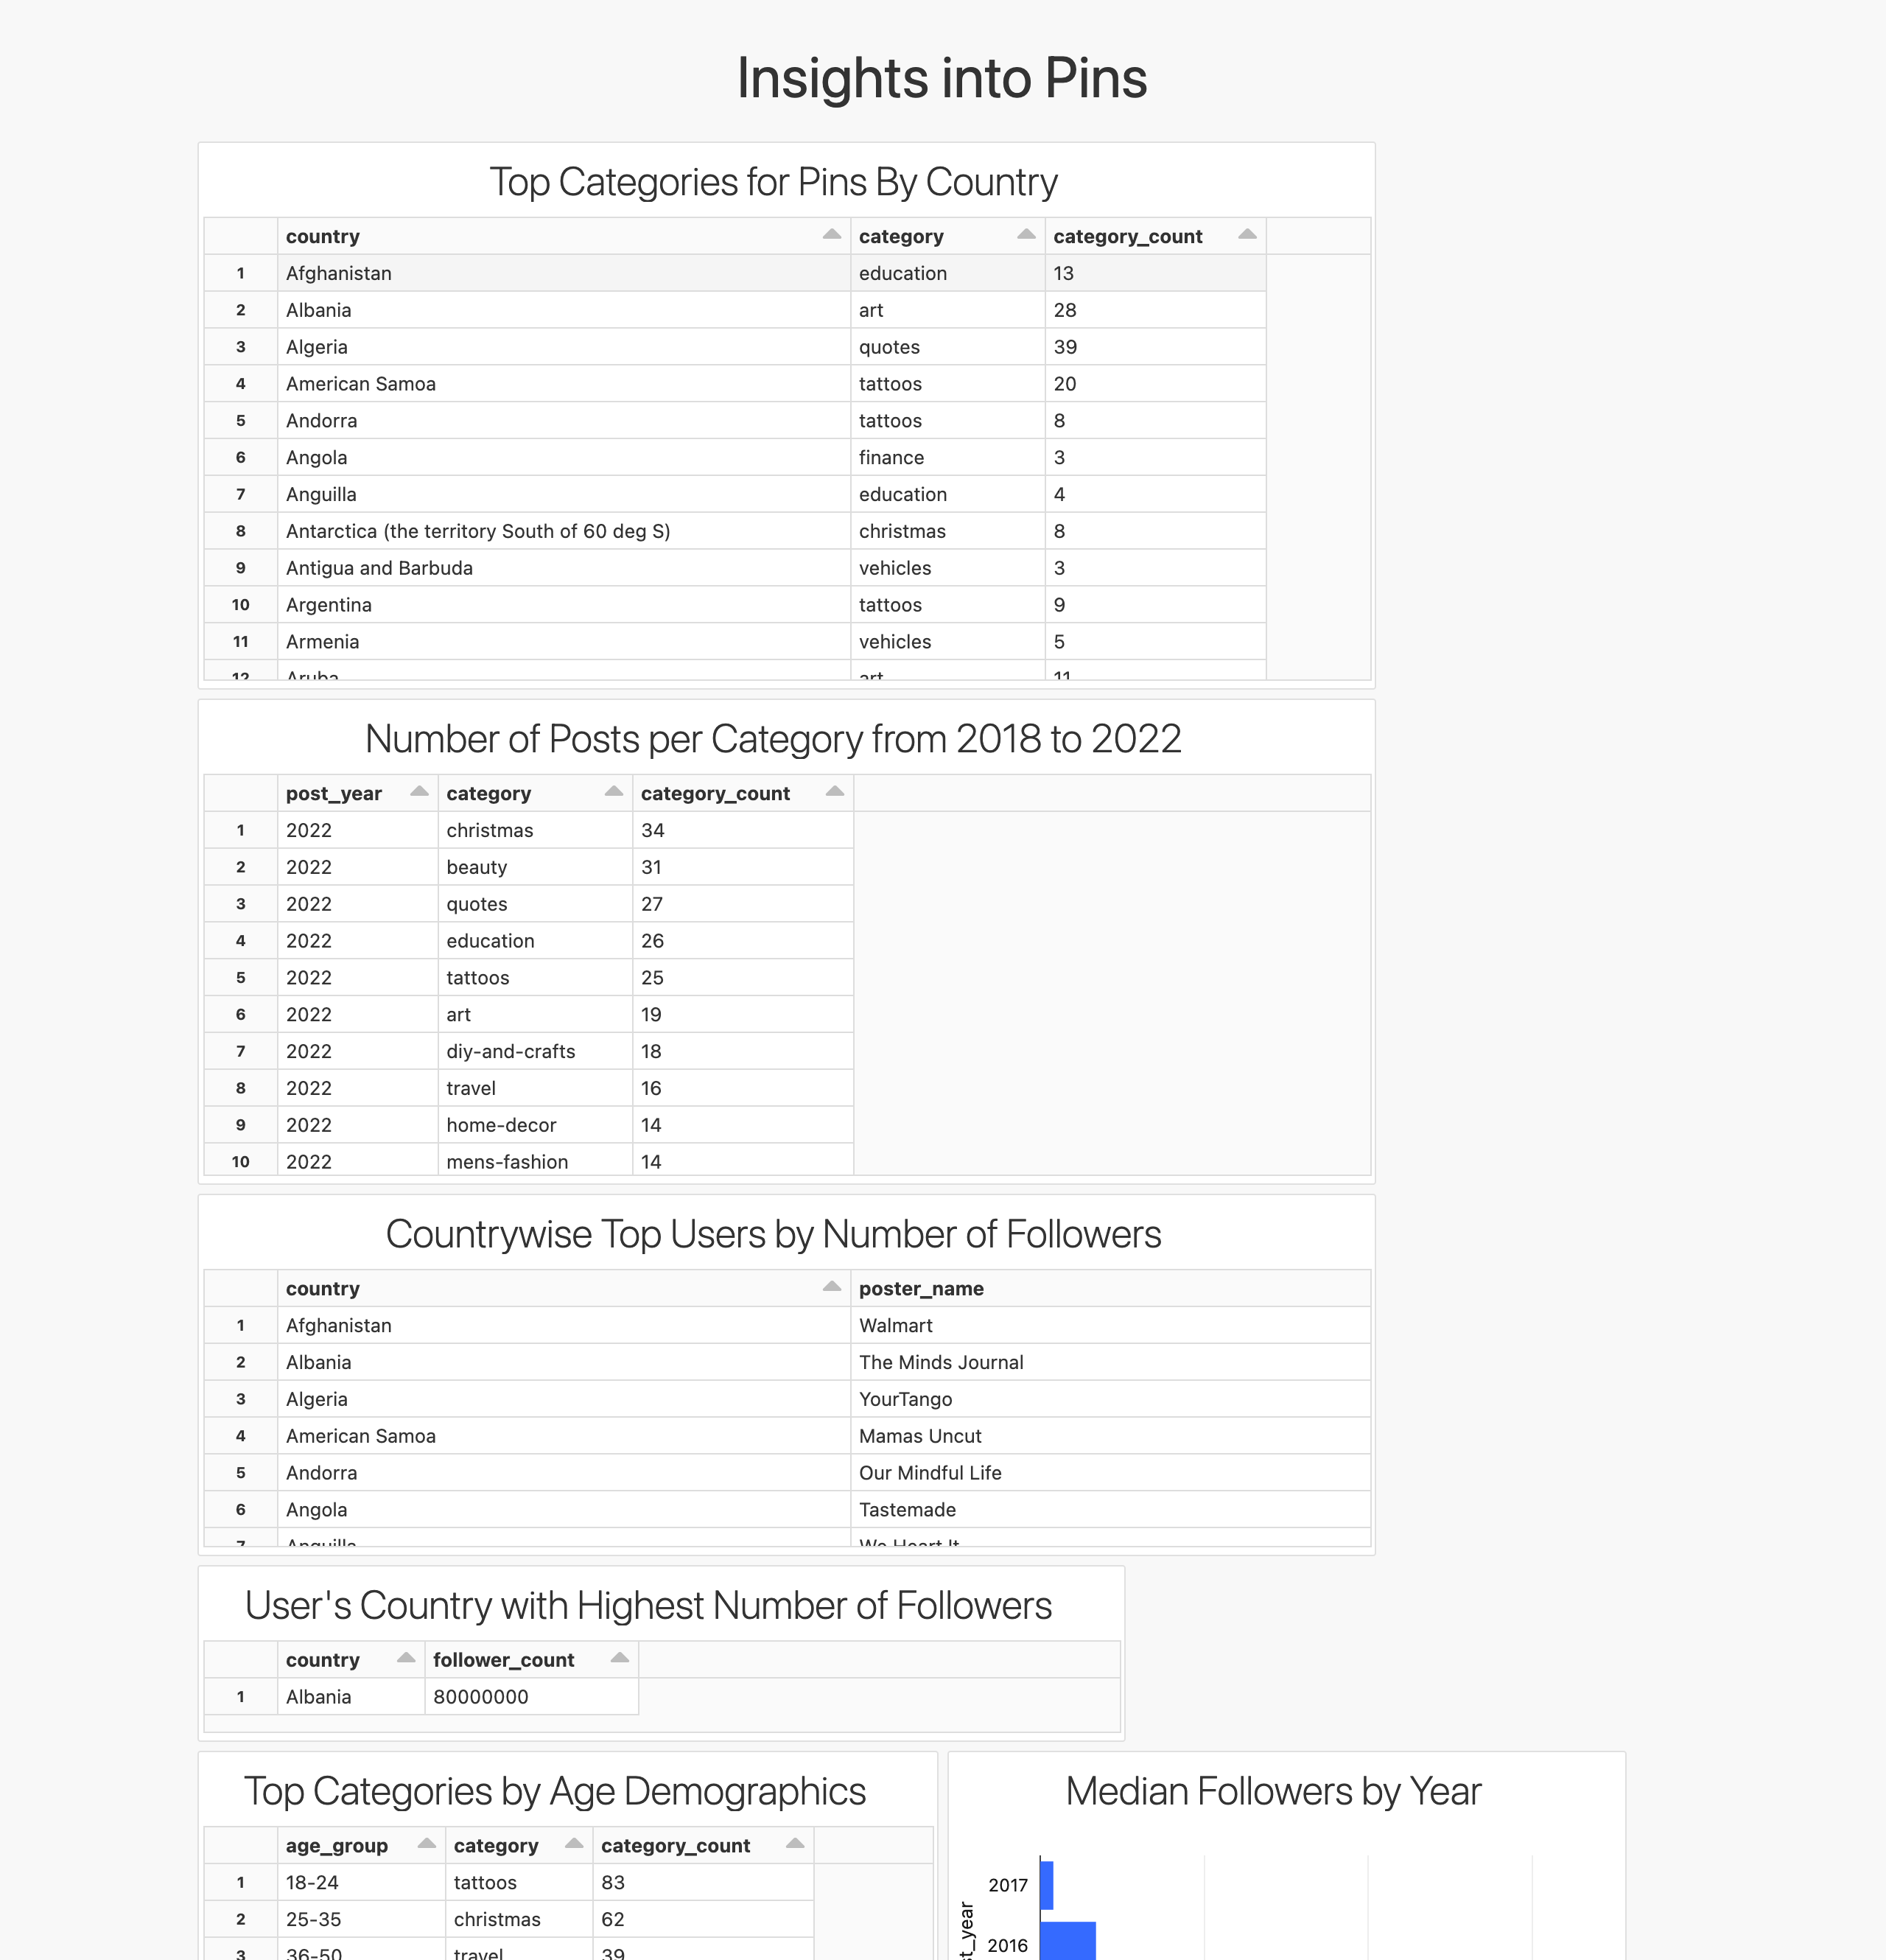 Insights into Pins
Top Categories for Pins By Country
country category category_count
1 Afghanistan education 13
2 Albania art 28
3 Algeria quotes 39
4 American Samoa tattoos 20
5 Andorra tattoos 8
6 Angola finance 3
7 Anguilla education 4
8 Antarctica (the territory South of 60 deg S) christmas 8
9 Antigua and Barbuda vehicles 3
10 Argentina tattoos 9
11 Armenia vehicles 5
12 Aruba art 11
Number of Posts per Category from 2018 to 2022
post_year category category_count
1 2022 christmas 34
2 2022 beauty 31
3 2022 quotes 27
4 2022 education 26
5 2022 tattoos 25
6 2022 art 19
7 2022 diy-and-crafts 18
8 2022 travel 16
9 2022 home-decor 14
10 2022 mens-fashion 14
Countrywise Top Users by Number of Followers
country poster_name
1 Afghanistan Walmart
2 Albania The Minds Journal
3 Algeria YourTango
4 American Samoa Mamas Uncut
5 Andorra Our Mindful Life
6 Angola Tastemade
7 Anguilla We Heart It
User's Country with Highest Number of Followers
country follower_count
1 Albania 80000000
Top Categories by Age Demographics
age_group category category_count
1 18-24 tattoos 83
2 25-35 christmas 62
3 36-50 travel 39
Median Followers by Year
2017
2016
st_year